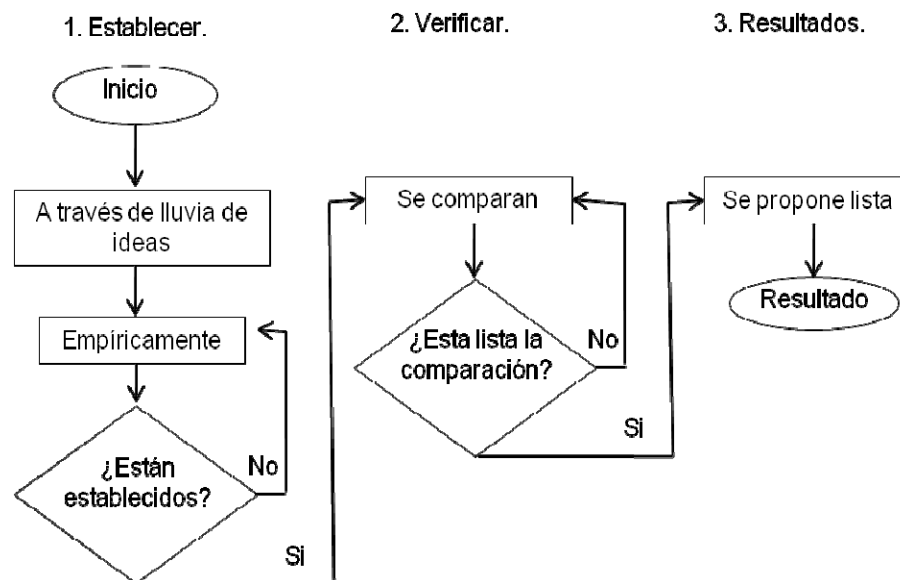 1. Establecer.
Inicio
A través de lluvia de
ideas
Empíricamente
¿Están
establecidos?
No
Si
2. Verificar.
Se comparan
¿Esta lista la
comparación?
No
Si
3. Resultados.
Se propone lista
Resultado